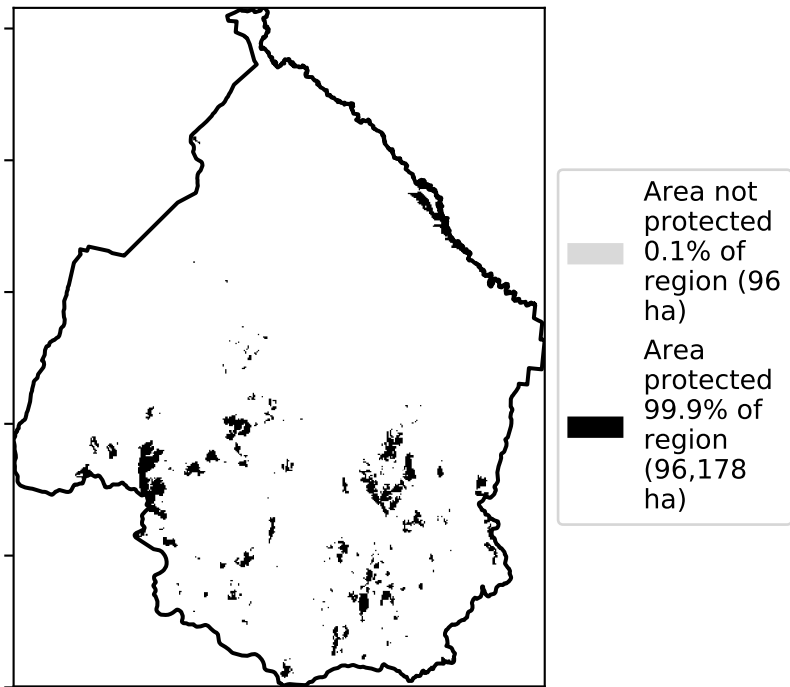 Area not
protected
0.1% of
region (96
ha)
Area
protected
99.9% of
region
(96,178
ha)